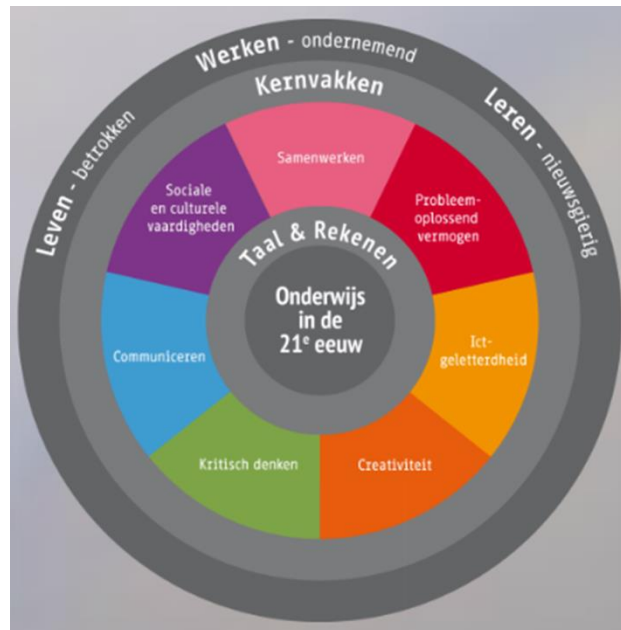 Werken - ondernemend
Leren - nieuwsgierig
Leven - betrokken
Kernvakken
Samenwerken
Probleem-
oplossend
vermogen
Ict-
geletterdheid
Creativiteit
Kritisch denken
Communiceren
Sociale
en culturele
vaardigheden
Taal & Rekenen
Onderwijs
in de
21e eeuw